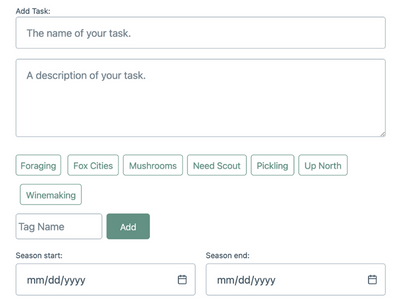 Add Task:
The name of your task.
A description of your task.
Foraging Fox Cities Mushrooms Need Scout Pickling Up North
Winemaking
Tag Name Add
Season start: Season end:
mm/dd/yyyy mm/dd/yyyy